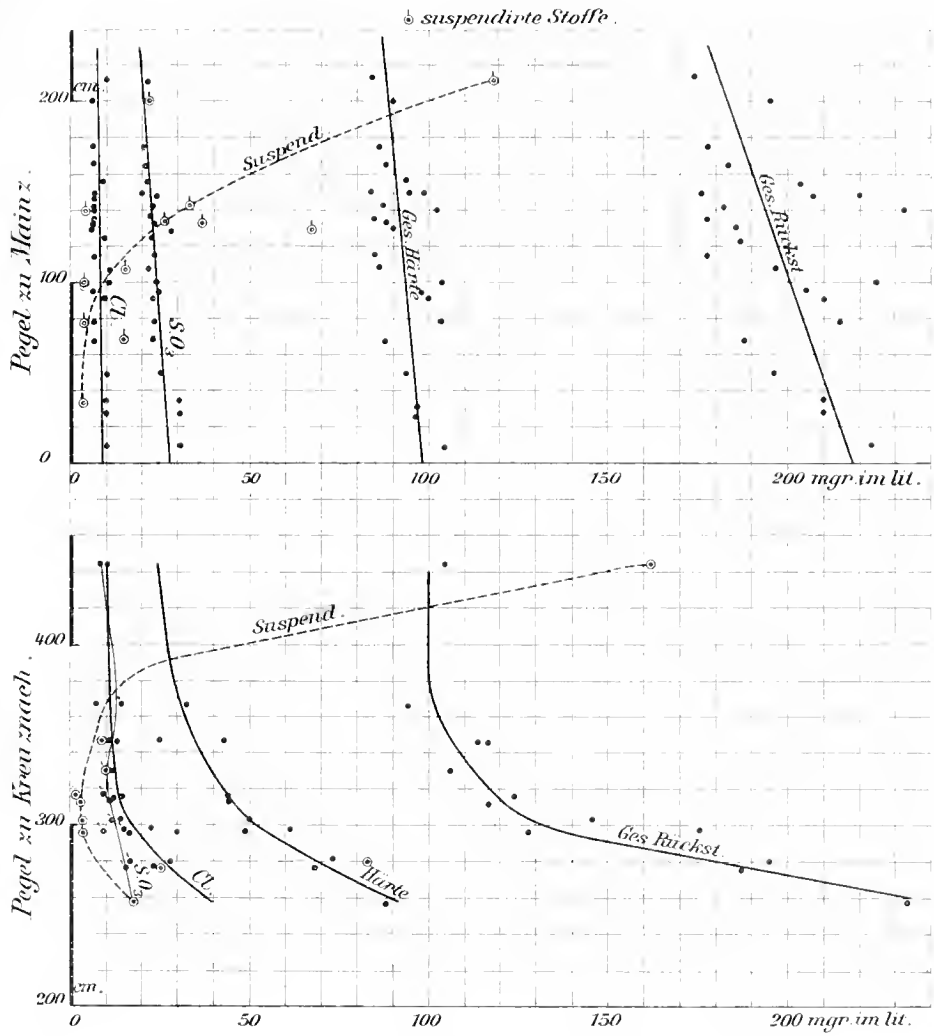 suspendirte Stoffe.
Pegel zu Mainz.
200
cm.
100
0
Suspend.
Cl.
S.O3
Ges. Härte
Ges. Rückst.
0 50 100 150 200 mgr. im lit.
Pegel zu Kreuznach.
400
300
200
cm.
Suspend.
S.O3
Cl.
Härte
Ges Rückst.
0 50 100 150 200 mgr. im lit.